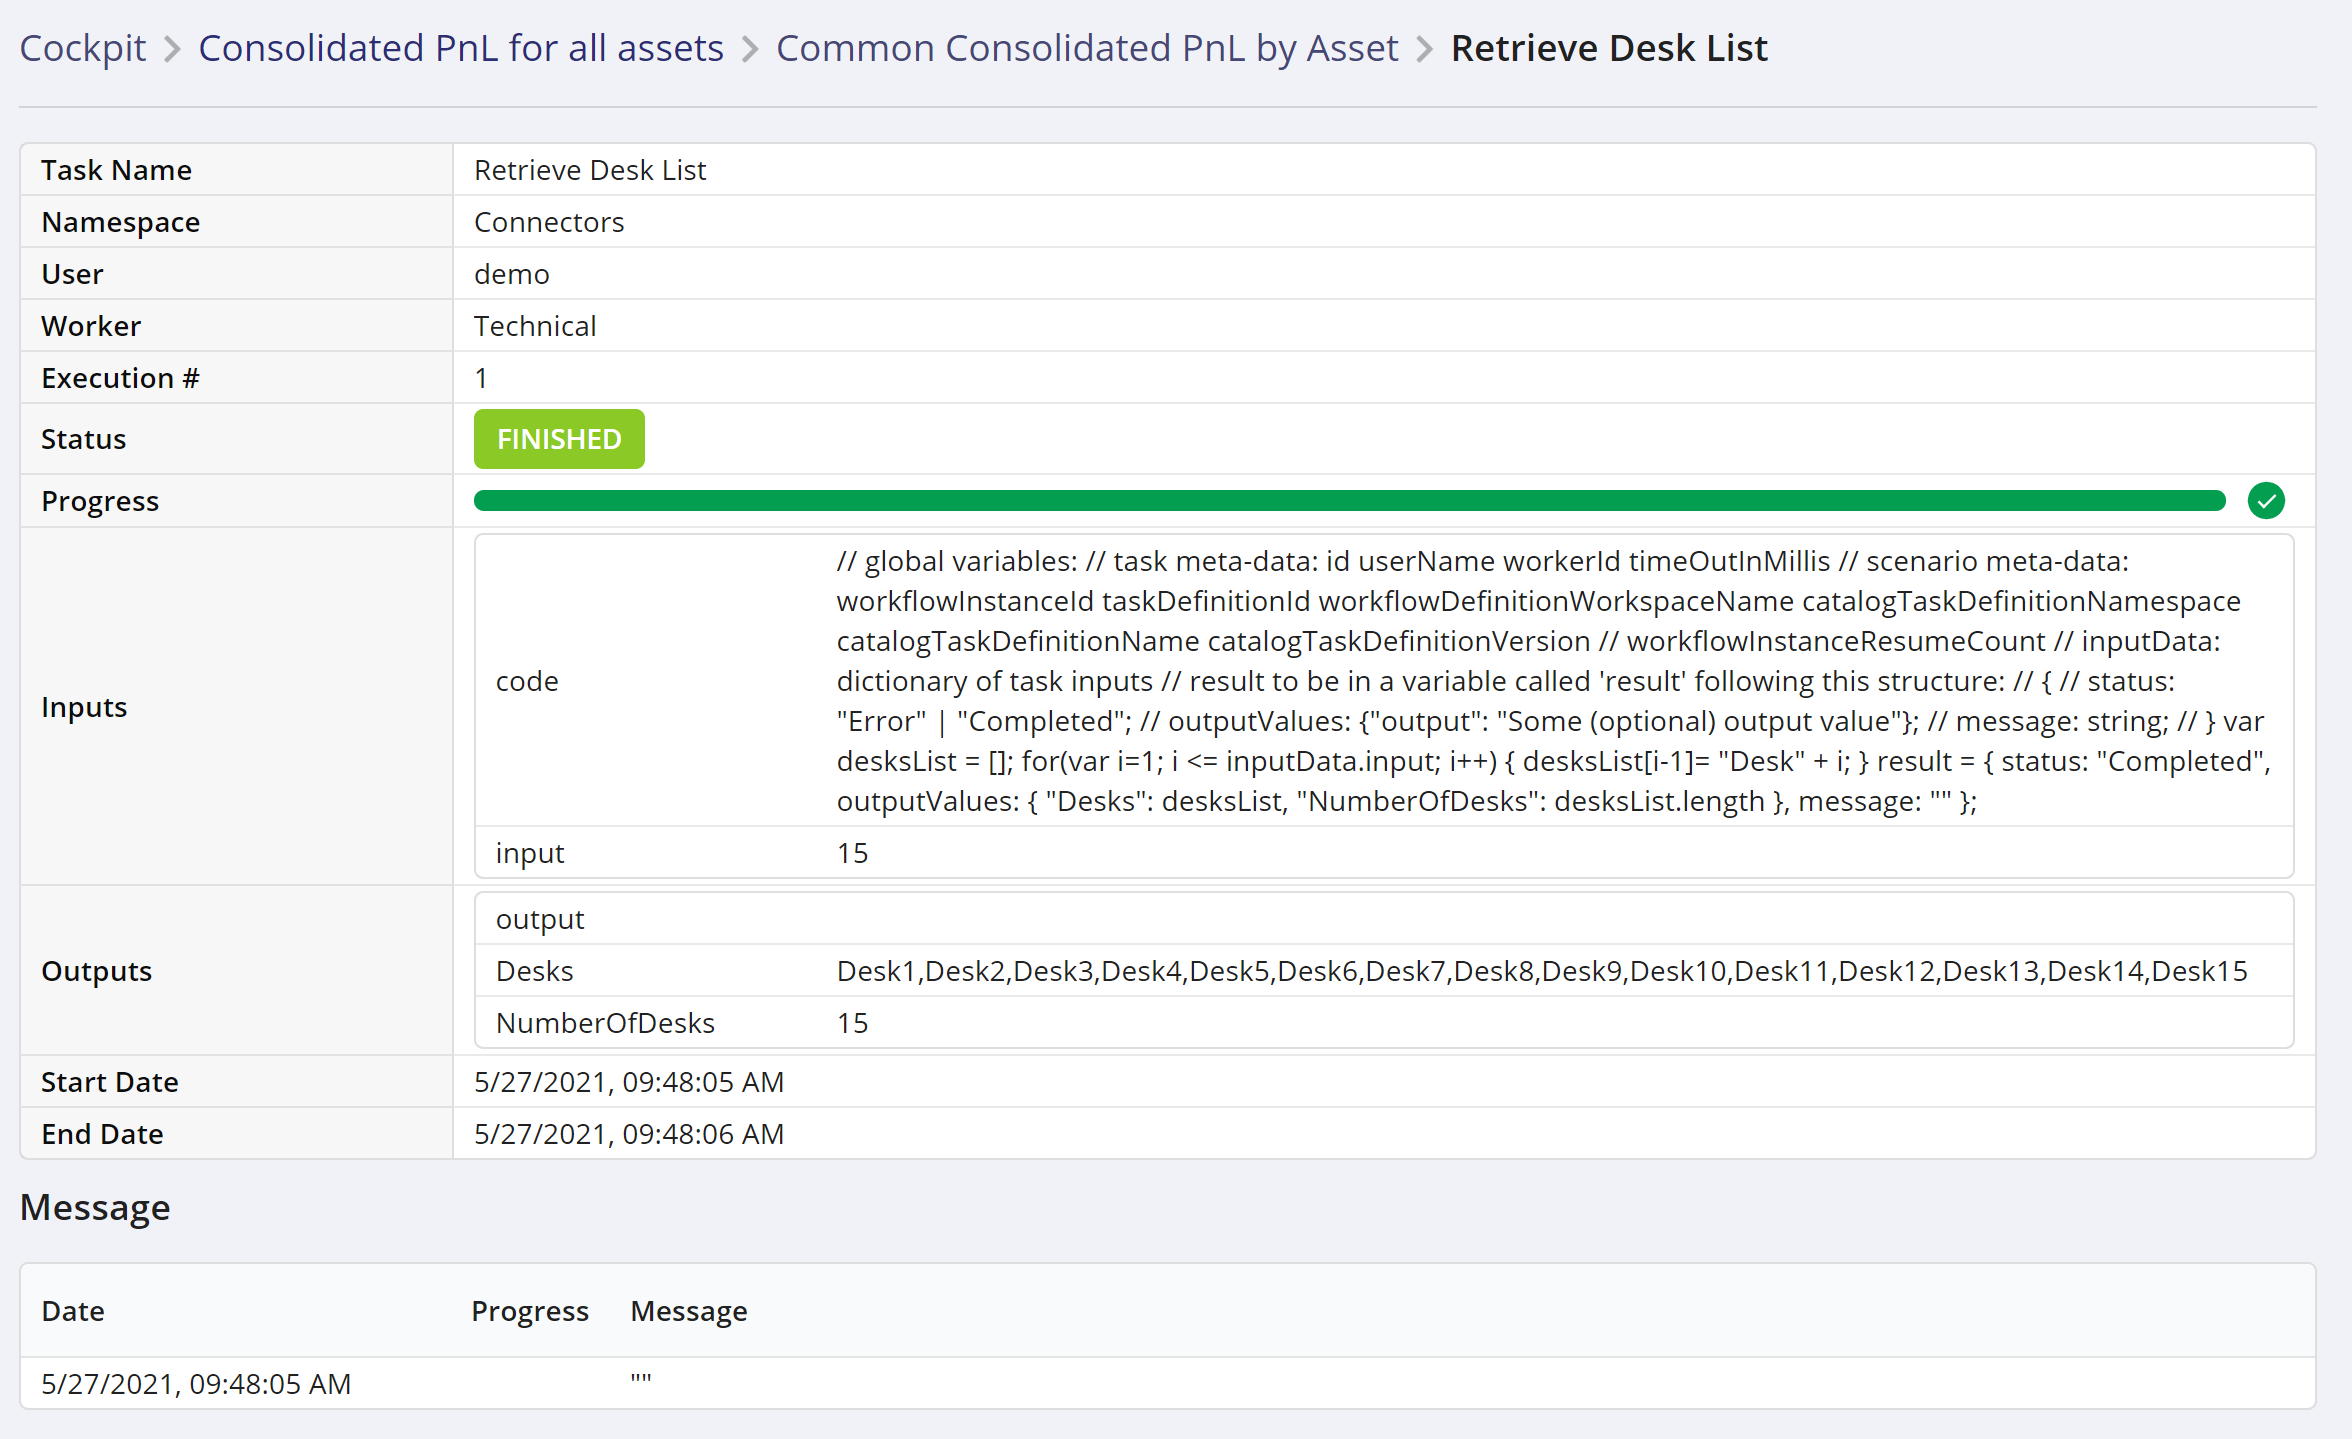 Cockpit > Consolidated PnL for all assets > Common Consolidated PnL by Asset > Retrieve Desk List
Task Name Retrieve Desk List
Namespace Connectors
User demo
Worker Technical
Execution # 1
Status FINISHED
Progress
Inputs
code
// global variables: // task meta-data: id userName workerId timeOutInMillis // scenario meta-data:
workflowInstanceId taskDefinitionId workflowDefinitionWorkspaceName catalogTaskDefinitionNamespace
catalogTaskDefinitionName catalogTaskDefinitionVersion // workflowInstanceResumeCount // inputData:
dictionary of task inputs // result to be in a variable called 'result' following this structure: // { // status:
"Error" | "Completed"; // outputValues: {"output": "Some (optional) output value"}; // message: string; // } var
desksList = []; for(var i=1; i <= inputData.input; i++) { desksList[i-1]= "Desk" + i; } result = { status: "Completed",
outputValues: { "Desks": desksList, "NumberOfDesks": desksList.length }, message: "" };
input 15
Outputs
output
Desks Desk1,Desk2,Desk3,Desk4,Desk5,Desk6,Desk7,Desk8,Desk9,Desk10,Desk11,Desk12,Desk13,Desk14,Desk15
NumberOfDesks 15
Start Date 5/27/2021, 09:48:05 AM
End Date 5/27/2021, 09:48:06 AM
Message
Date Progress Message
5/27/2021, 09:48:05 AM ""